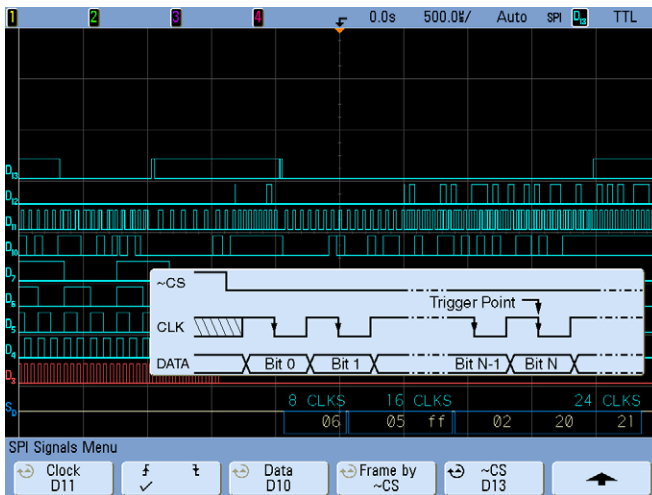 1 2 3 4 0.0s 500.0µ/ Auto SPI D13 TTL
D13
D12
D11
D10
D7
D6
D5
D4
D3
~CS
Trigger Point
CLK
DATA Bit 0 Bit 1 Bit N-1 Bit N
8 CLKS 16 CLKS 24 CLKS
S0 06 05 ff 02 20 21
SPI Signals Menu
Clock D11
✓
Data D10
Frame by ~CS
~CS D13